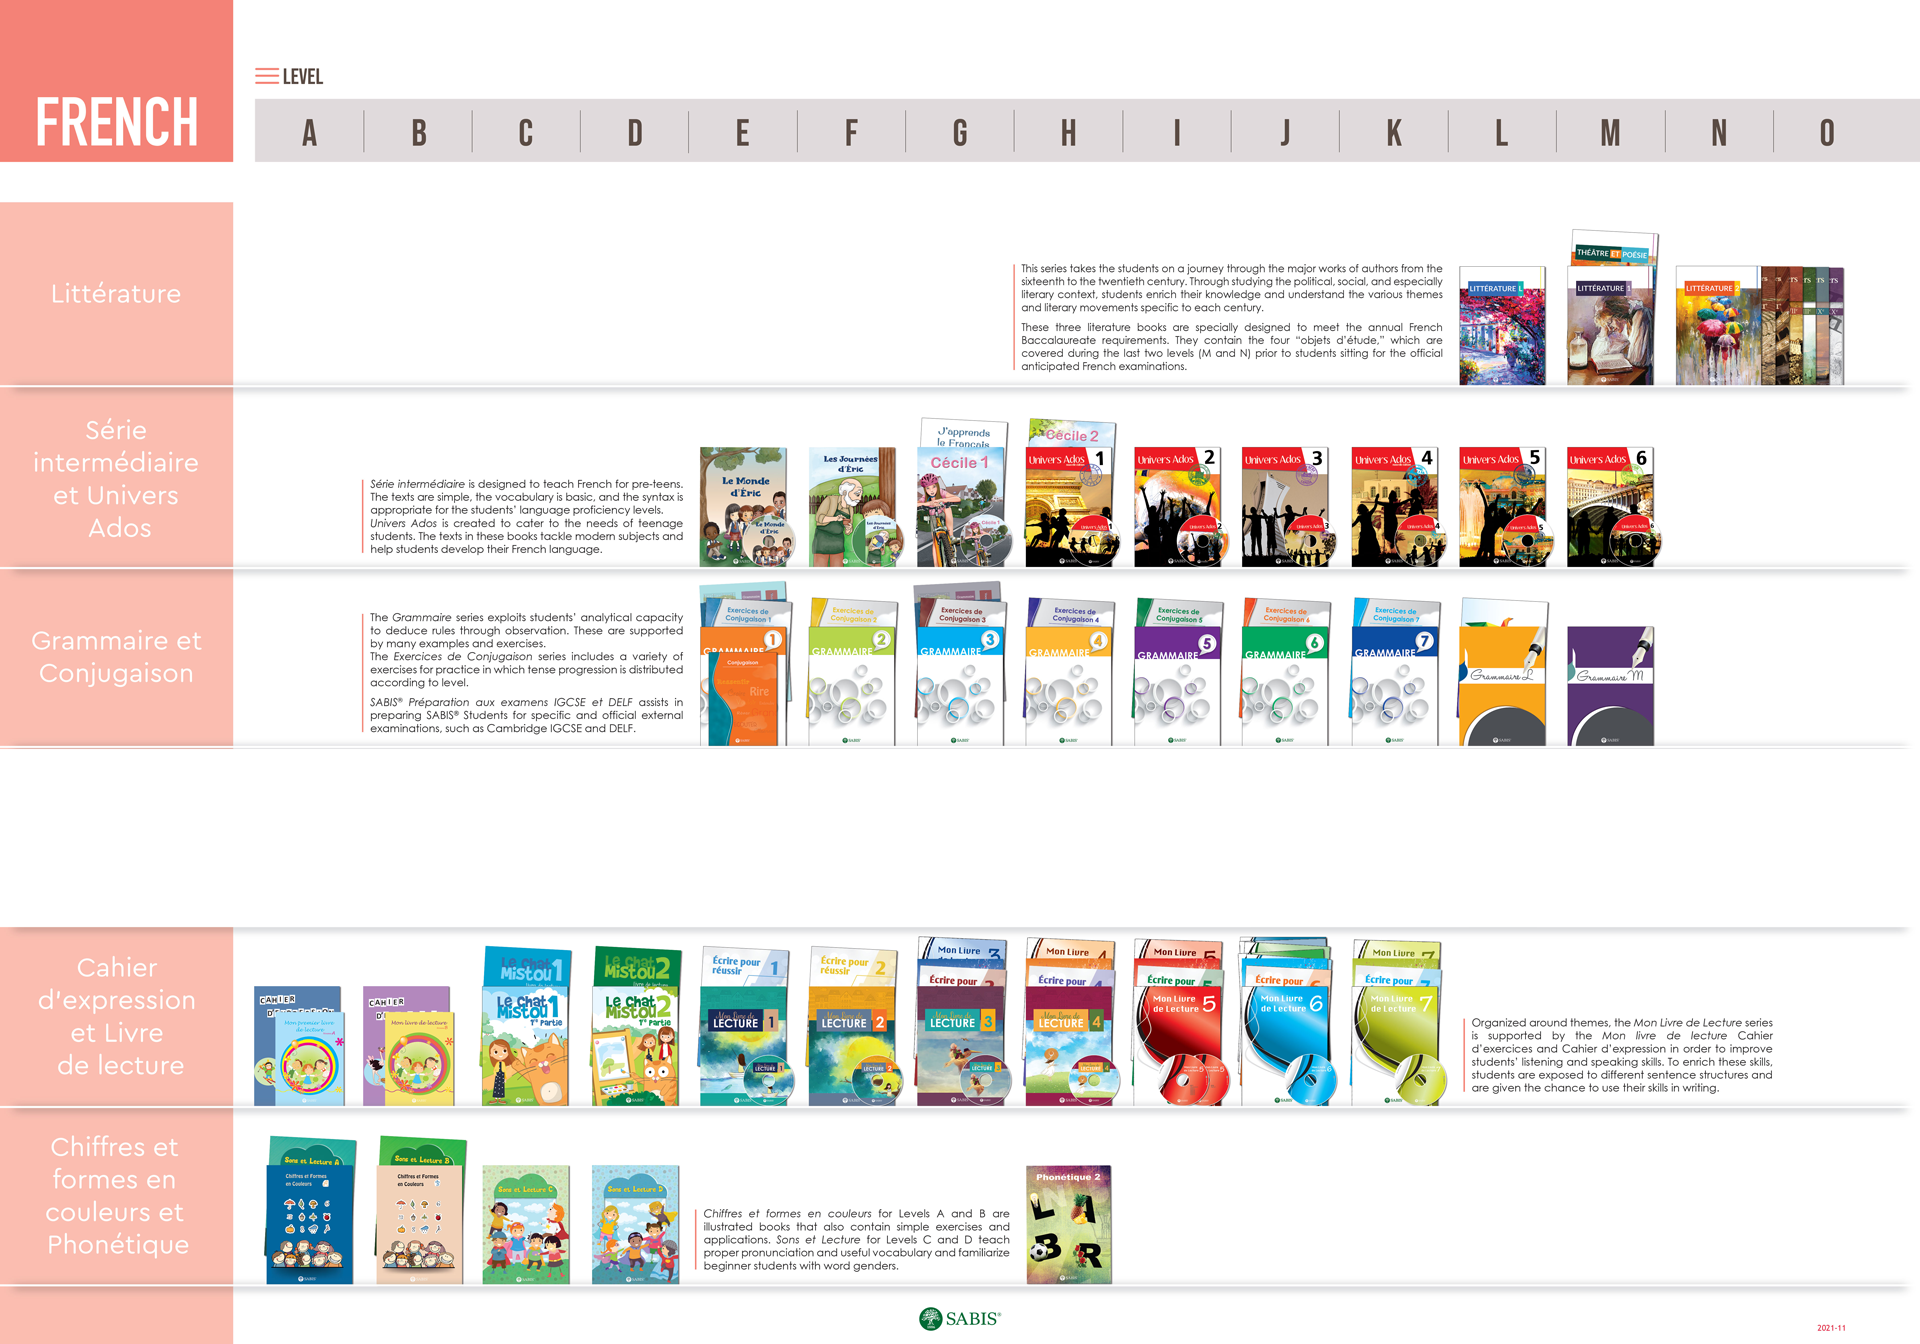 FRENCH
LEVEL
A B C D E F G H I J K L M N O
Littérature
This series takes the students on a journey through the major works of authors from the
sixteenth to the twentieth century. Through studying the political, social, and especially
literary context, students enrich their knowledge and understand the various themes
and literary movements specific to each century.
These three literature books are specially designed to meet the annual French
Baccalaureate requirements. They contain the four “objets d’étude,” which are
covered during the last two levels (M and N) prior to students sitting for the official
anticipated French examinations.
LITTÉRATURE L
THÉÂTRE ET POÉSIE
LITTÉRATURE 1
LITTÉRATURE 2
Série
intermédiaire
et Univers
Ados
Série intermédiaire is designed to teach French for pre-teens.
The texts are simple, the vocabulary is basic, and the syntax is
appropriate for the students’ language proficiency levels.
Univers Ados is created to cater to the needs of teenage
students. The texts in these books tackle modern subjects and
help students develop their French language.
Le Monde
d’Éric
Les Journées
d’Éric
J’apprends
le Français
Cécile 1
Cécile 2
Univers Ados 1
Univers Ados 2
Univers Ados 3
Univers Ados 4
Univers Ados 5
Univers Ados 6
Grammaire et
Conjugaison
The Grammaire series exploits students’ analytical capacity
to deduce rules through observation. These are supported
by many examples and exercises.
The Exercices de Conjugaison series includes a variety of
exercises for practice in which tense progression is distributed
according to level.
SABIS® Préparation aux examens IGCSE et DELF assists in
preparing SABIS® Students for specific and official external
examinations, such as Cambridge IGCSE and DELF.
Exercices de
Conjugaison 1
GRAMMAIRE 1
Conjugaison
Rire
Exercices de
Conjugaison 2
GRAMMAIRE 2
Exercices de
Conjugaison 3
GRAMMAIRE 3
Exercices de
Conjugaison 4
GRAMMAIRE 4
Exercices de
Conjugaison 5
GRAMMAIRE 5
Exercices de
Conjugaison 6
GRAMMAIRE 6
Exercices de
Conjugaison 7
GRAMMAIRE 7
Grammaire L
Grammaire M
Cahier
d’expression
et Livre
de lecture
CAHIER
Mon premier livre
de lecture
CAHIER
Mon livre de lecture
Le Chat
Mistou 1
Le Chat
Mistou 1
1re Partie
Le Chat
Mistou 2
Livre de lecture
Le Chat
Mistou 2
1re Partie
Écrire pour
réussir 1
Mon Livre de
LECTURE 1
Écrire pour
réussir 2
Mon Livre de
LECTURE 2
Mon Livre 3
Écrire pour
Mon Livre de
LECTURE 3
Mon Livre 4
Écrire pour 4
Mon Livre de
LECTURE 4
Mon Livre 5
Écrire pour 5
Mon Livre
de Lecture 5
Écrire pour 6
Mon Livre
de Lecture 6
Mon Livre 7
Écrire pour 7
Mon Livre
de Lecture 7
Organized around themes, the Mon Livre de Lecture series
is supported by the Mon livre de lecture Cahier
d’exercices and Cahier d’expression in order to improve
students’ listening and speaking skills. To enrich these skills,
students are exposed to different sentence structures and
are given the chance to use their skills in writing.
Chiffres et
formes en
couleurs et
Phonétique
Sons et Lecture A
Chiffres et Formes
en Couleurs
Sons et Lecture B
Chiffres et Formes
en Couleurs
Sons et Lecture C
Sons et Lecture D
Chiffres et formes en couleurs for Levels A and B are
illustrated books that also contain simple exercises and
applications. Sons et Lecture for Levels C and D teach
proper pronunciation and useful vocabulary and familiarize
beginner students with word genders.
Phonétique 2
L I
B R
SABIS®
2021-11